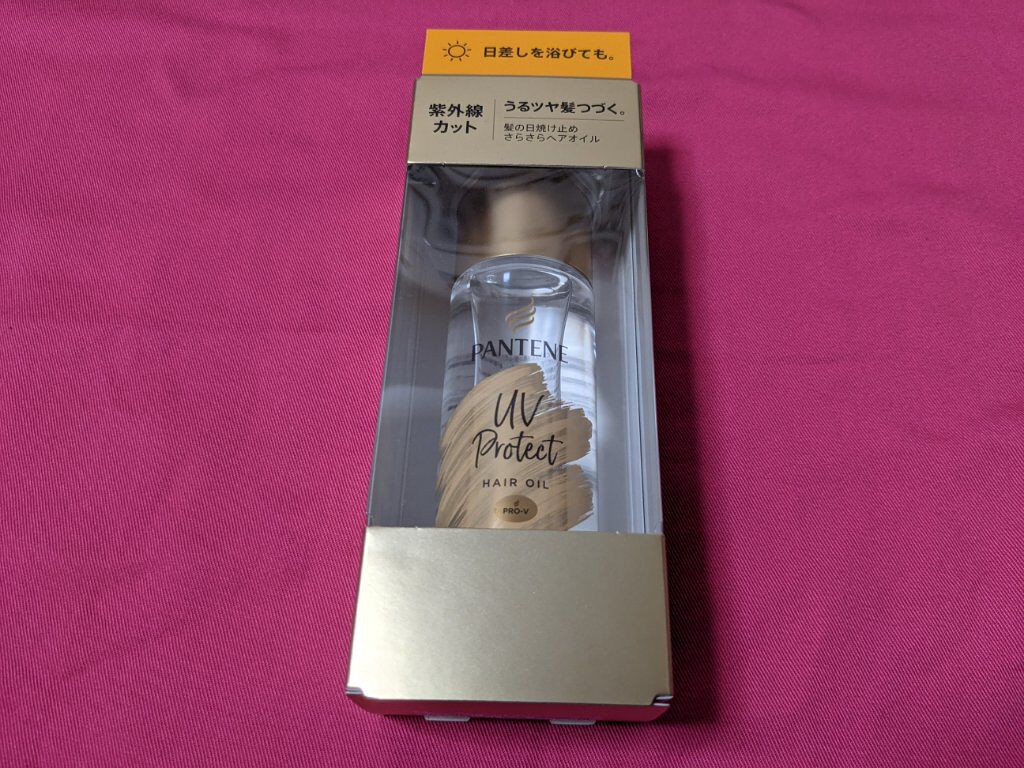 日差しを浴びても。
紫外線
カット
うるツヤ髪つづく。
髪の日焼け止め
さらさらヘアオイル
PANTENE
UV
Protect
HAIR OIL
PRO-V